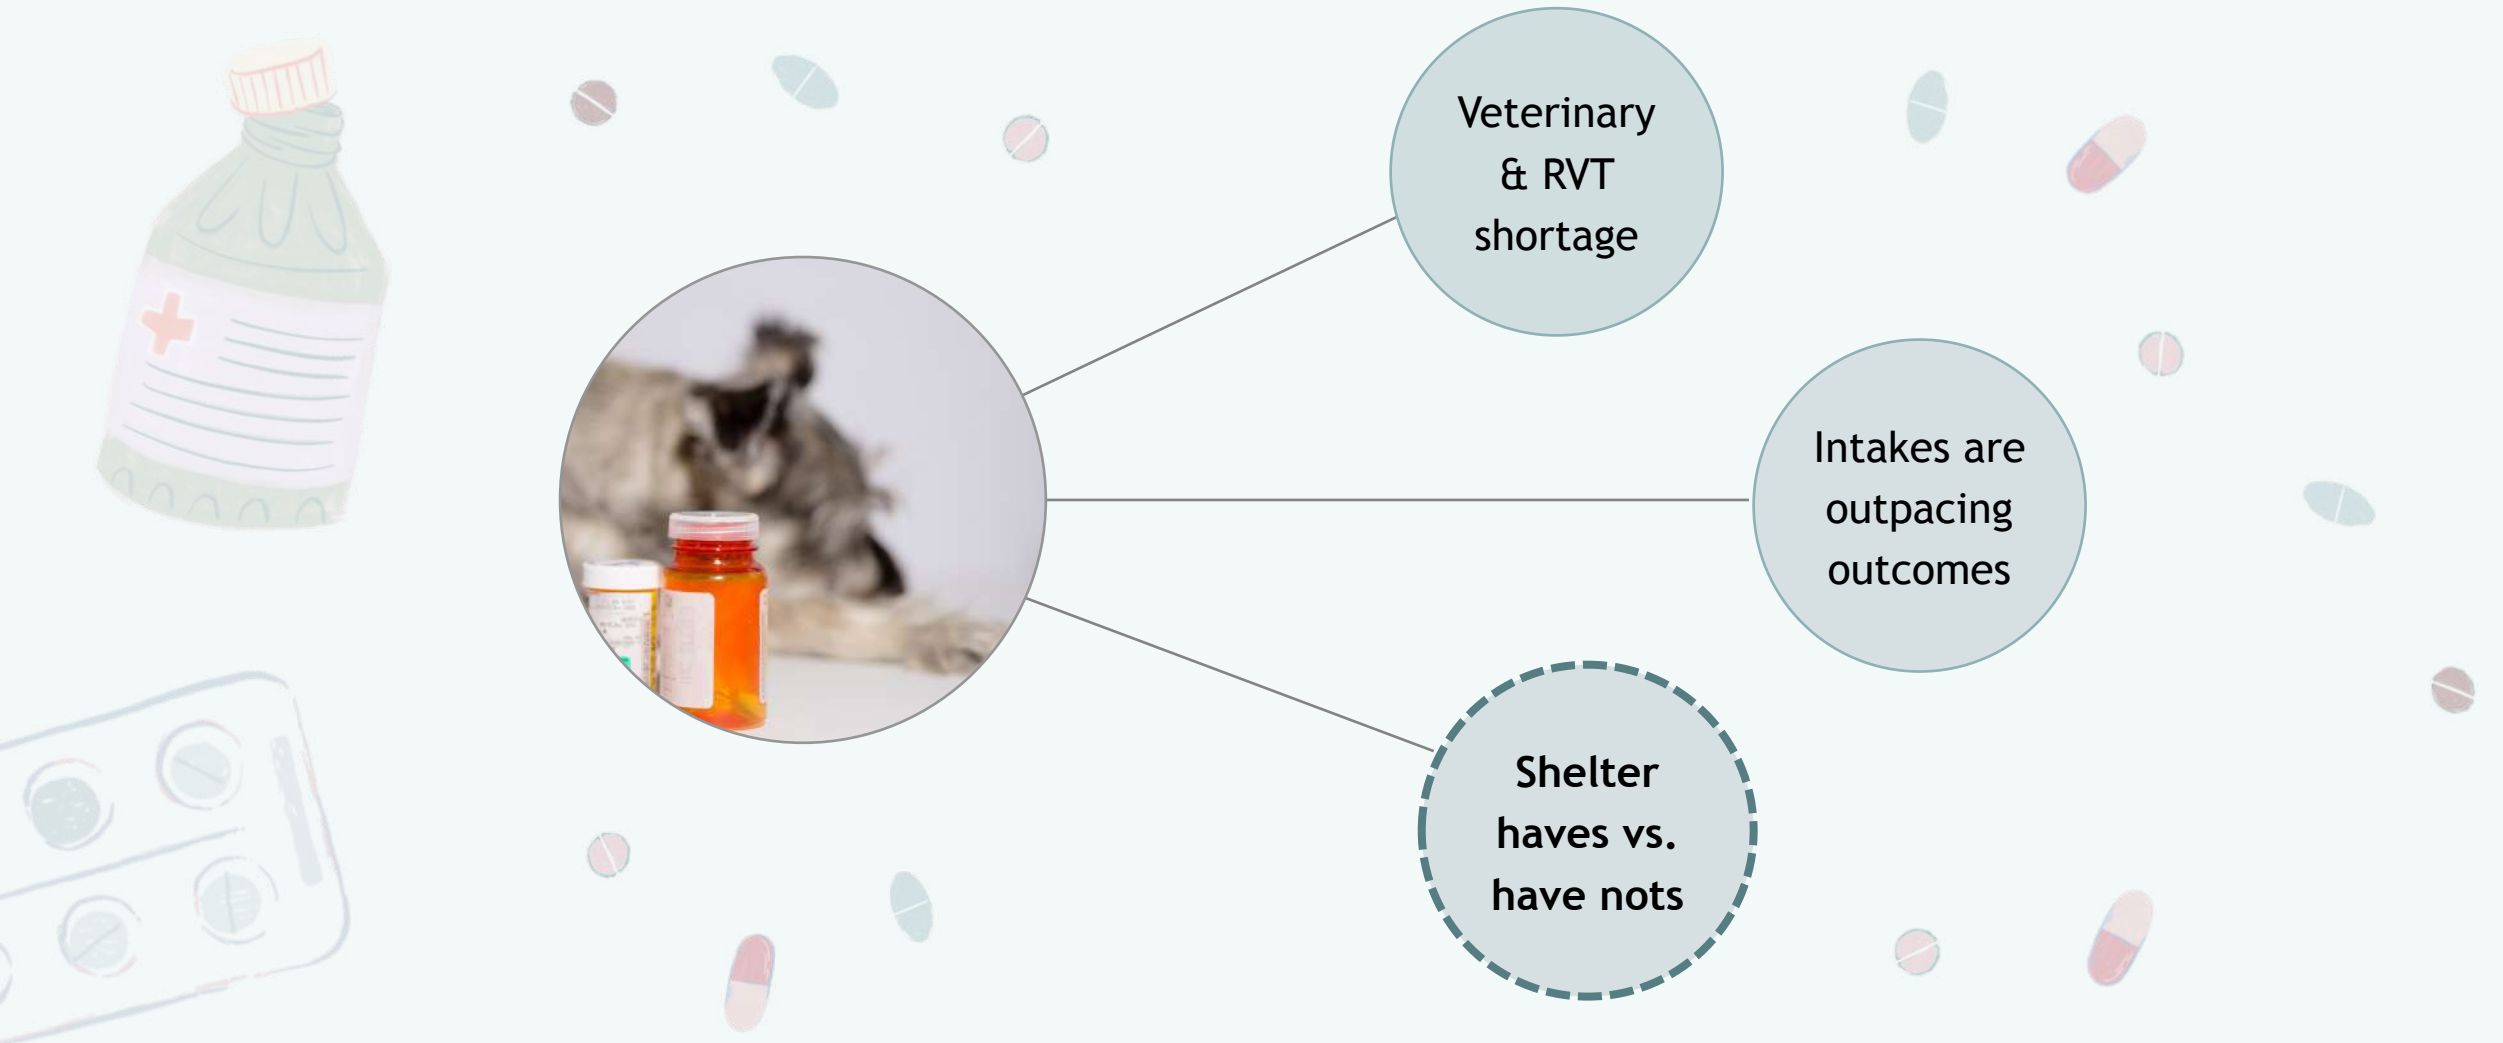 Veterinary
& RVT
shortage
Intakes are
outpacing
outcomes
Shelter
haves vs.
have nots